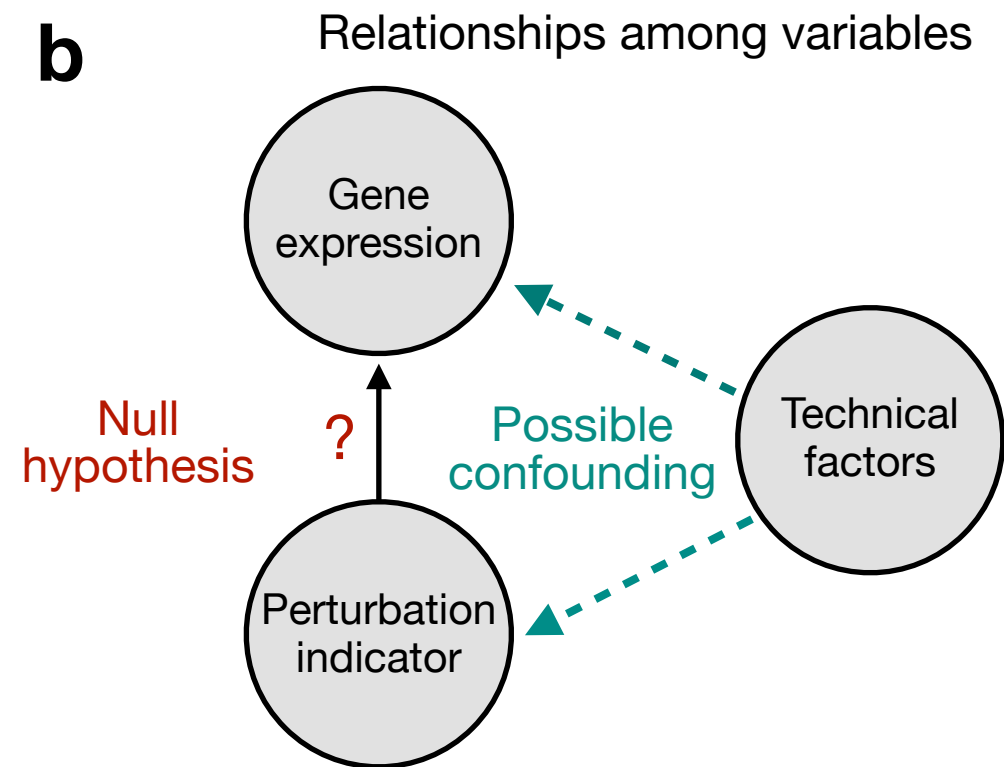 b
Relationships among variables
Gene
expression
Null
hypothesis
?
Possible
confounding
Technical
factors
Perturbation
indicator